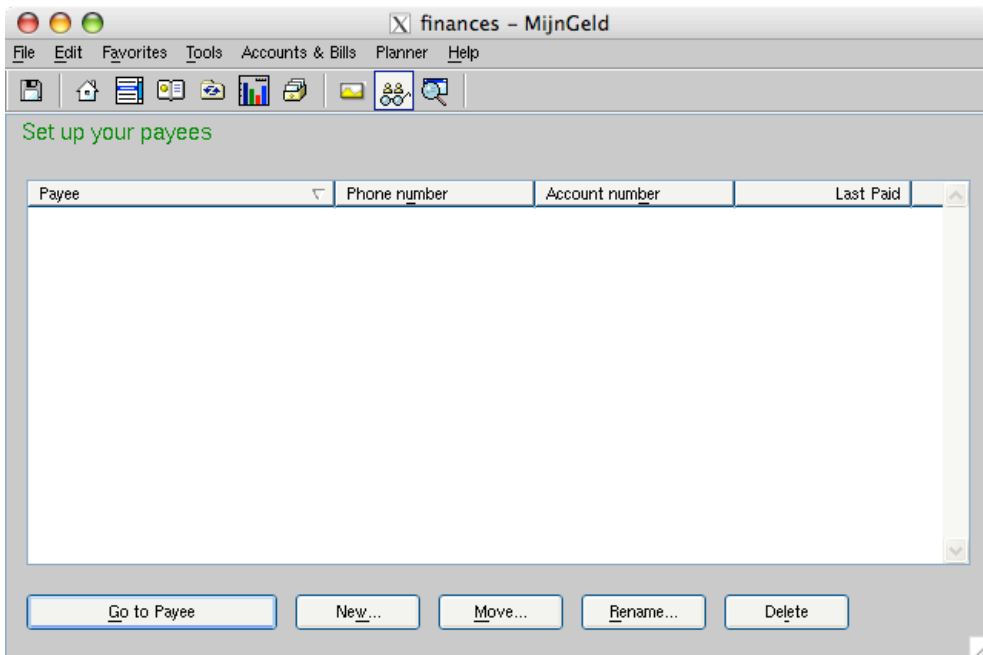 finances – MijnGeld
File Edit Favorites Tools Accounts & Bills Planner Help
Set up your payees
Payee Phone number Account number Last Paid
Go to Payee New... Move... Rename... Delete